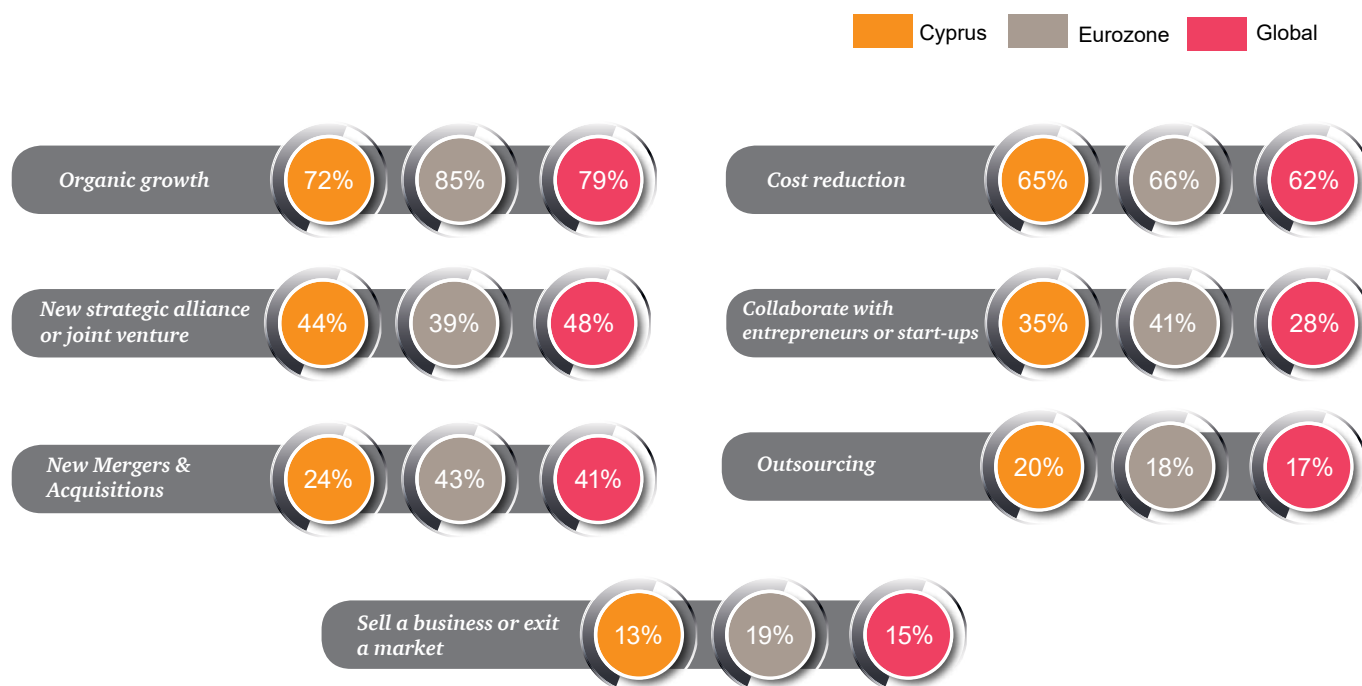 Cyprus Eurozone Global
Organic growth 72% 85% 79%
Cost reduction 65% 66% 62%
New strategic alliance
or joint venture 44% 39% 48%
Collaborate with
entrepreneurs or start-ups 35% 41% 28%
New Mergers &
Acquisitions 24% 43% 41%
Outsourcing 20% 18% 17%
Sell a business or exit
a market 13% 19% 15%